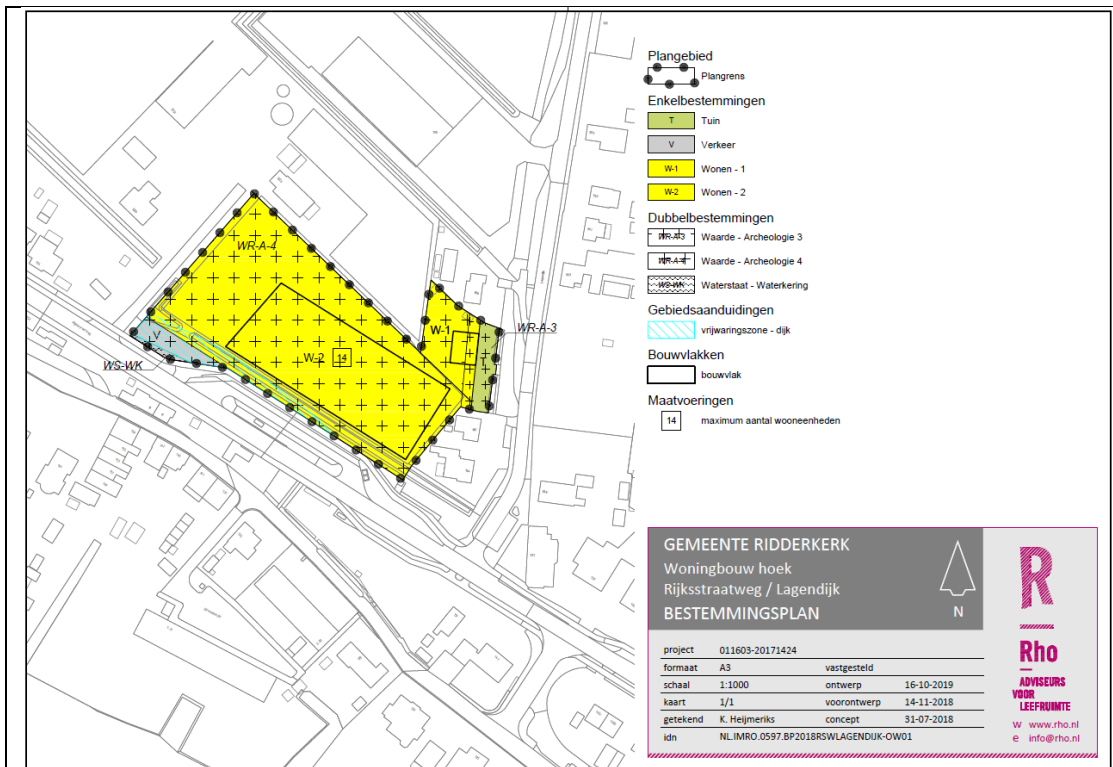 WR-A-4
W-1
WR-A-3
V
W-2 14
WS-WK
Plangebied
Plangrens
Enkelbestemmingen
T Tuin
V Verkeer
W-1 Wonen - 1
W-2 Wonen - 2
Dubbelbestemmingen
WR-A-3 Waarde - Archeologie 3
WR-A-4 Waarde - Archeologie 4
WS-WK Waterstaat - Waterkering
Gebiedsaanduidingen
vrijwaringszone - dijk
Bouwvlakken
bouwvlak
Maatvoeringen
14 maximum aantal wooneenheden
GEMEENTE RIDDERKERK
Woningbouw hoek
Rijksstraatweg / Lagendijk
BESTEMMINGSPLAN
N
project 011603-20171424
formaat A3 vastgesteld
schaal 1:1000 ontwerp 16-10-2019
kaart 1/1 voorontwerp 14-11-2018
getekend K. Heijmeriks concept 31-07-2018
idn NL.IMRO.0597.BP2018RSWLAGENDIJK-OW01
R
Rho
ADVISEURS
VOOR
LEEFRUIMTE
w www.rho.nl
e info@rho.nl